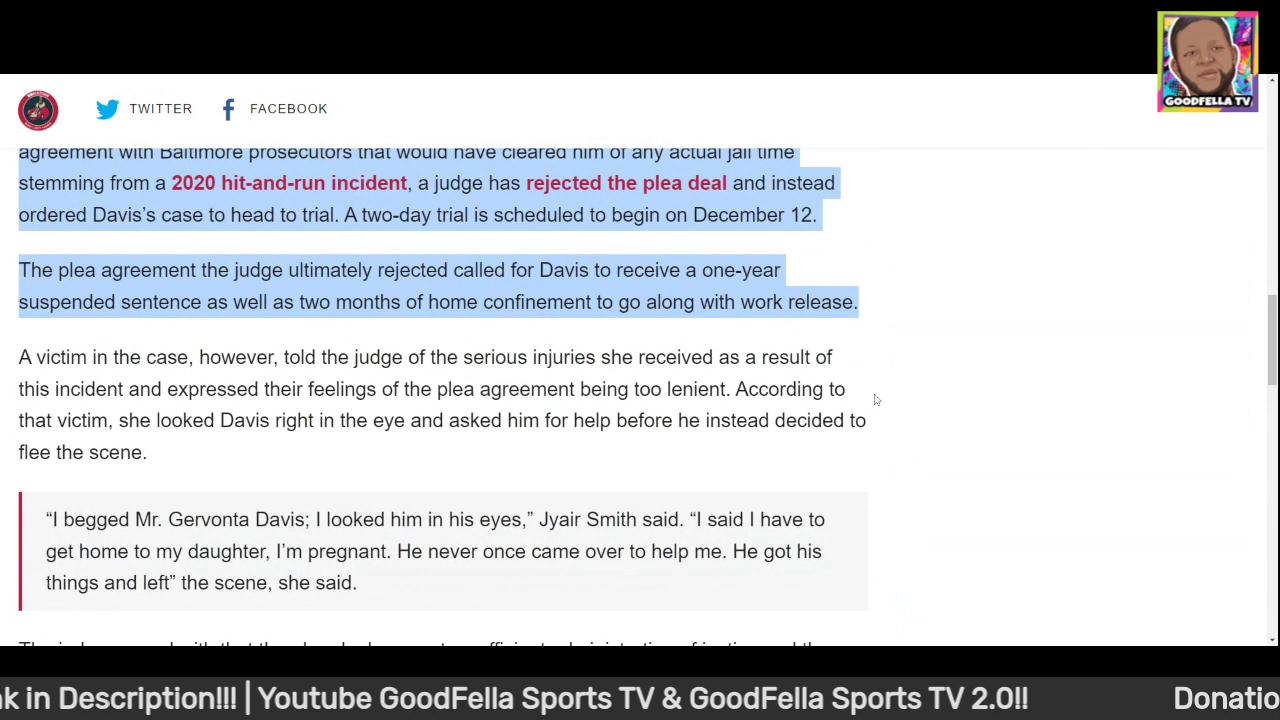 GOODFELLA TV
TWITTER FACEBOOK
agreement with Baltimore prosecutors that would have cleared him of any actual jail time
stemming from a 2020 hit-and-run incident, a judge has rejected the plea deal and instead
ordered Davis’s case to head to trial. A two-day trial is scheduled to begin on December 12.
The plea agreement the judge ultimately rejected called for Davis to receive a one-year
suspended sentence as well as two months of home confinement to go along with work release.
A victim in the case, however, told the judge of the serious injuries she received as a result of
this incident and expressed their feelings of the plea agreement being too lenient. According to
that victim, she looked Davis right in the eye and asked him for help before he instead decided to
flee the scene.
“I begged Mr. Gervonta Davis; I looked him in his eyes,” Jyair Smith said. “I said I have to
get home to my daughter, I’m pregnant. He never once came over to help me. He got his
things and left” the scene, she said.
in Description!!! | Youtube GoodFella Sports TV & GoodFella Sports TV 2.0!! Donatio